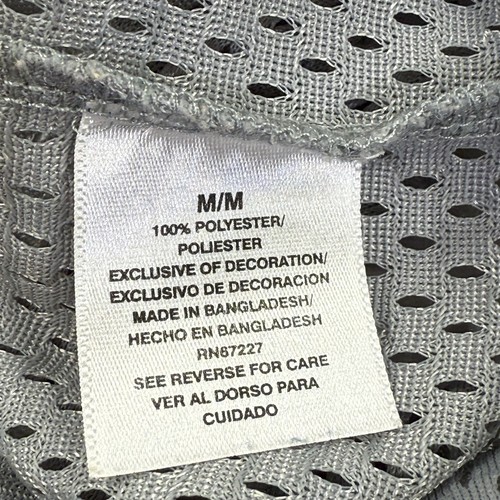 M/M
100% POLYESTER/
POLIESTER
EXCLUSIVE OF DECORATION/
EXCLUSIVO DE DECORACION
MADE IN BANGLADESH/
HECHO EN BANGLADESH
RN67227
SEE REVERSE FOR CARE
VER AL DORSO PARA
CUIDADO